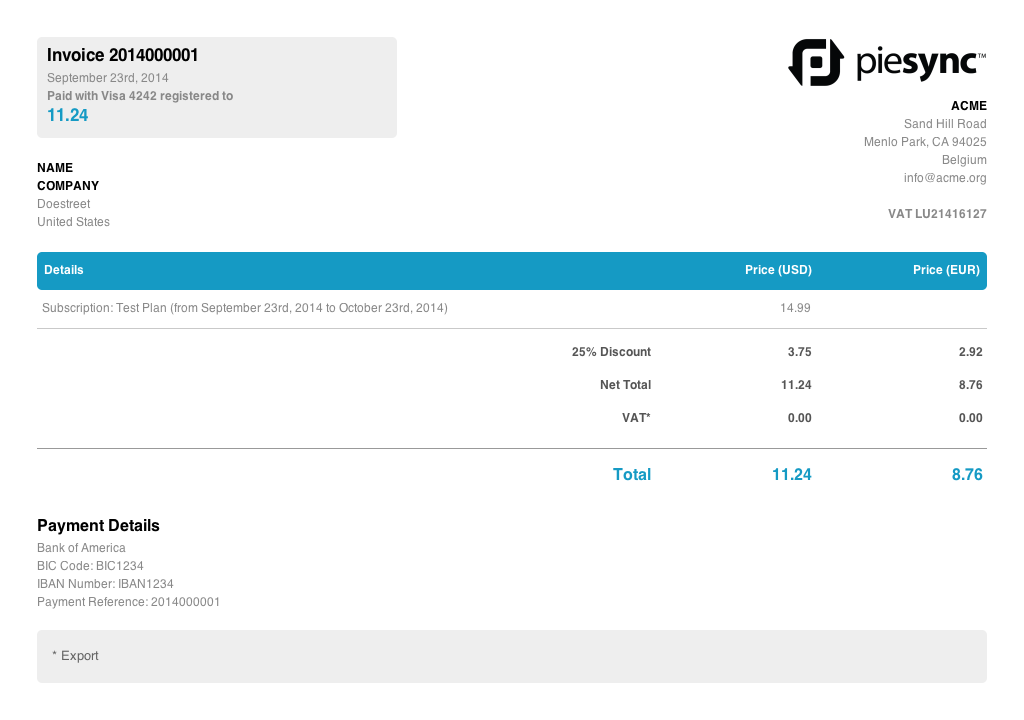 Invoice 2014000001
September 23rd, 2014
Paid with Visa 4242 registered to
11.24
piesync™
ACME
Sand Hill Road
Menlo Park, CA 94025
Belgium
info@acme.org
VAT LU21416127
NAME
COMPANY
Doestreet
United States
Details Price (USD) Price (EUR)
Subscription: Test Plan (from September 23rd, 2014 to October 23rd, 2014) 14.99
25% Discount 3.75 2.92
Net Total 11.24 8.76
VAT* 0.00 0.00
Total 11.24 8.76
Payment Details
Bank of America
BIC Code: BIC1234
IBAN Number: IBAN1234
Payment Reference: 2014000001
* Export